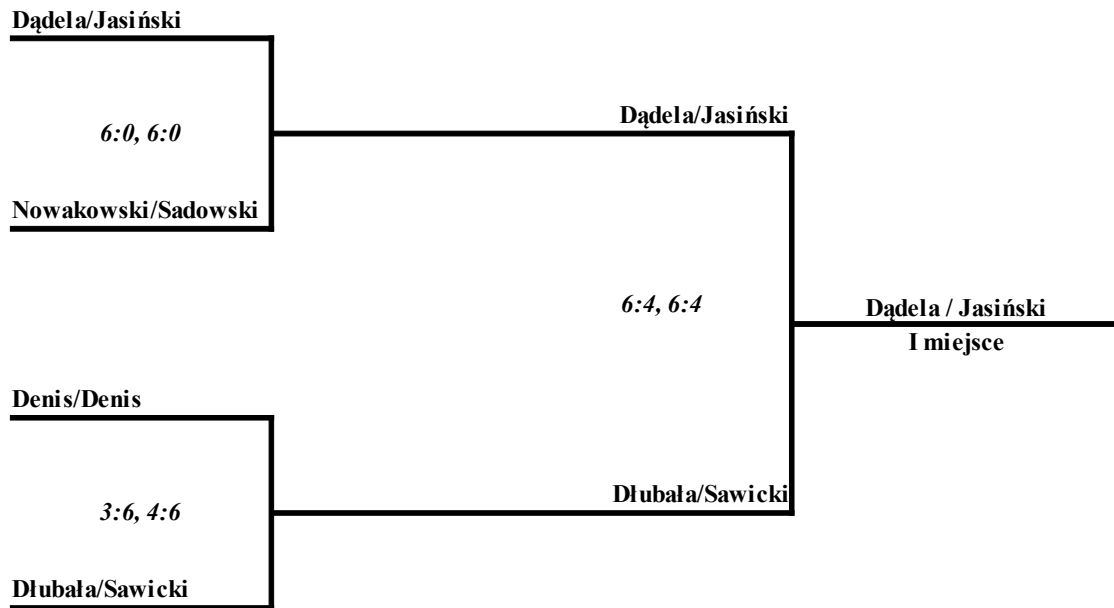 Dądela/Jasiński
6:0, 6:0
Nowakowski/Sadowski
Dądela/Jasiński
6:4, 6:4
Dądela / Jasiński
I miejsce
Denis/Denis
3:6, 4:6
Dłubała/Sawicki
Dłubała/Sawicki